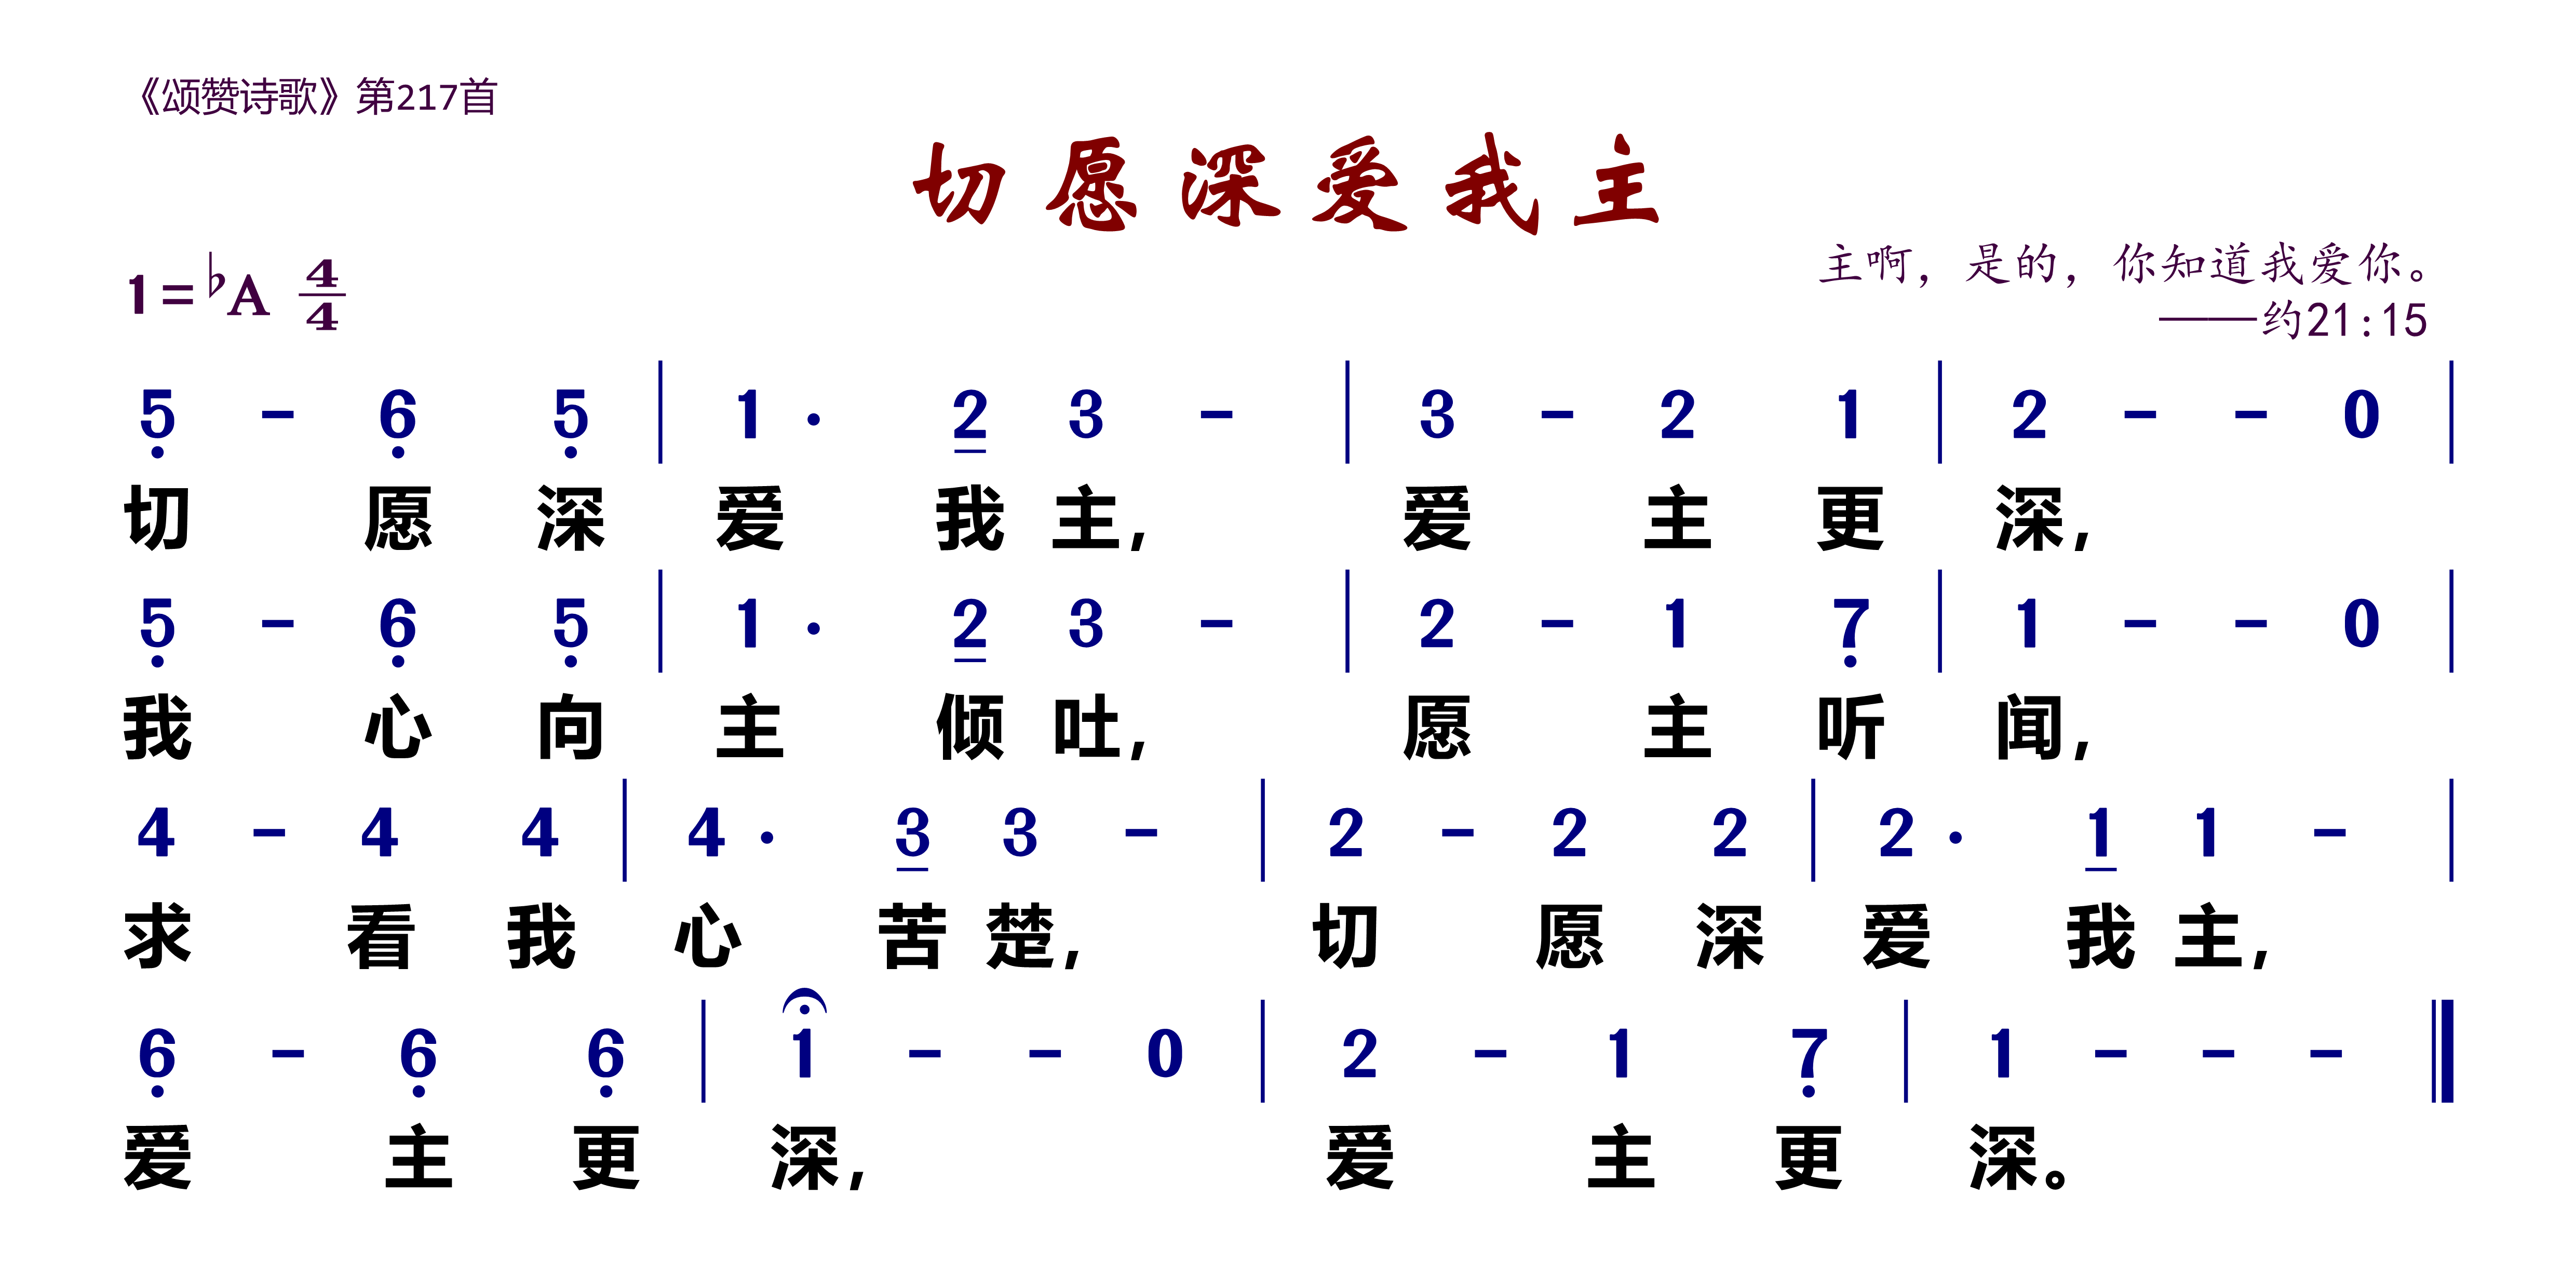 《颂赞诗歌》第217首
切愿深爱我主
1=♭A 4/4
主啊，是的，你知道我爱你。
——约21:15
5̣ - 6̣ 5̣ | 1 · 2̲ 3 - | 3 - 2 1 | 2 - - 0 |
切 愿 深 爱 我 主， 爱 主 更 深，
5̣ - 6̣ 5̣ | 1 · 2̲ 3 - | 2 - 1 7̣ | 1 - - 0 |
我 心 向 主 倾 吐， 愿 主 听 闻，
4 - 4 4 | 4 · 3̲ 3 - | 2 - 2 2 | 2 · 1̲ 1 - |
求 看 我 心 苦 楚， 切 愿 深 爱 我 主，
6̣ - 6̣ 6̣ | 1 - - 0 | 2 - 1 7̣ | 1 - - - ‖
爱 主 更 深， 爱 主 更 深。